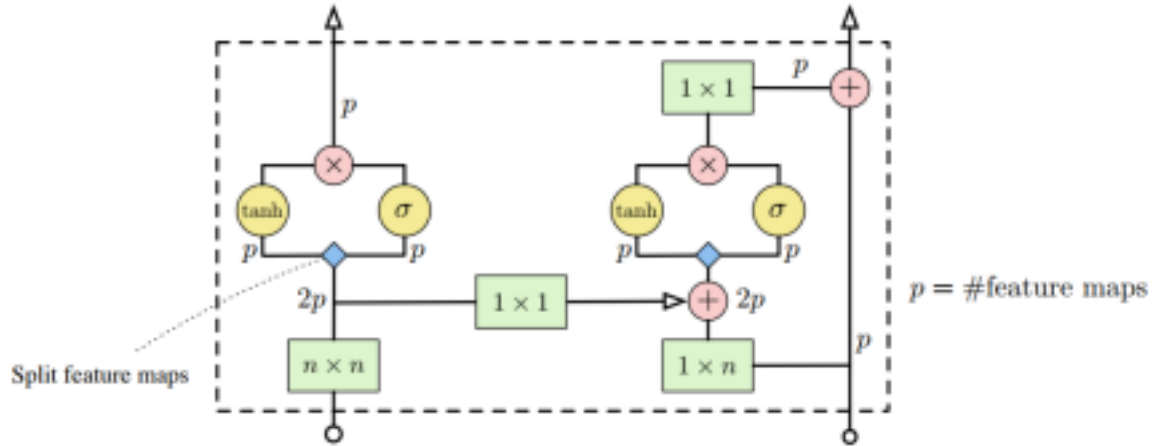 p
p
1 × 1
+
×
×
tanh
σ
tanh
σ
p
p
p
p
2p
1 × 1
+
2p
p = #feature maps
p
Split feature maps
n × n
1 × n